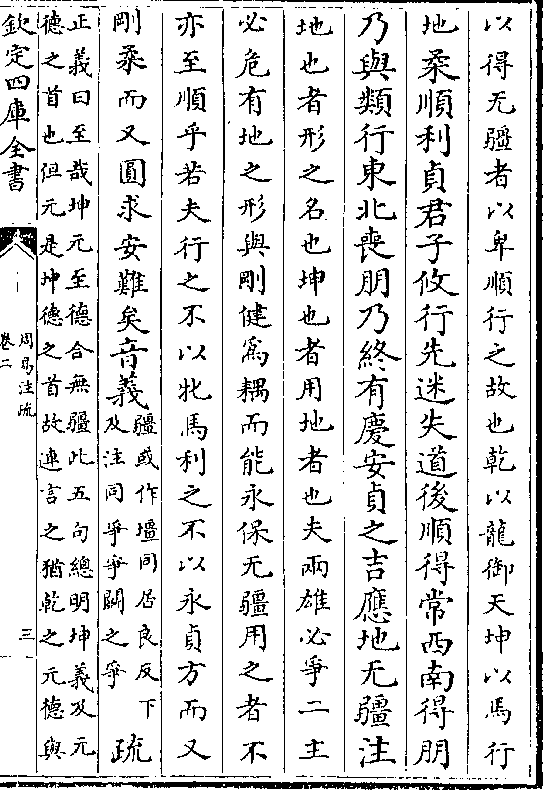 以得无疆者以卑順行之故也乾以龍御天坤以馬行
地柔順利貞君子攸行先迷失道後順得常西南得朋
乃與類行東北喪朋乃終有慶安貞之吉應地无疆注
地也者形之名也坤也者用地者也夫兩雄必爭二主
必危有地之形與剛健爲耦而能永保无疆用之者不
亦至順乎若夫行之不以牝馬利之不以永貞方而又
剛柔而又圓求安難矣音義疆或作壃同居良反下
及注同爭爭鬬之爭疏
正義曰至哉坤元至德合無疆此五句總明坤義及元
德之首也但元是坤德之首故連言之猶乾之元德與
欽定四庫全書
周易注疏
卷二
三